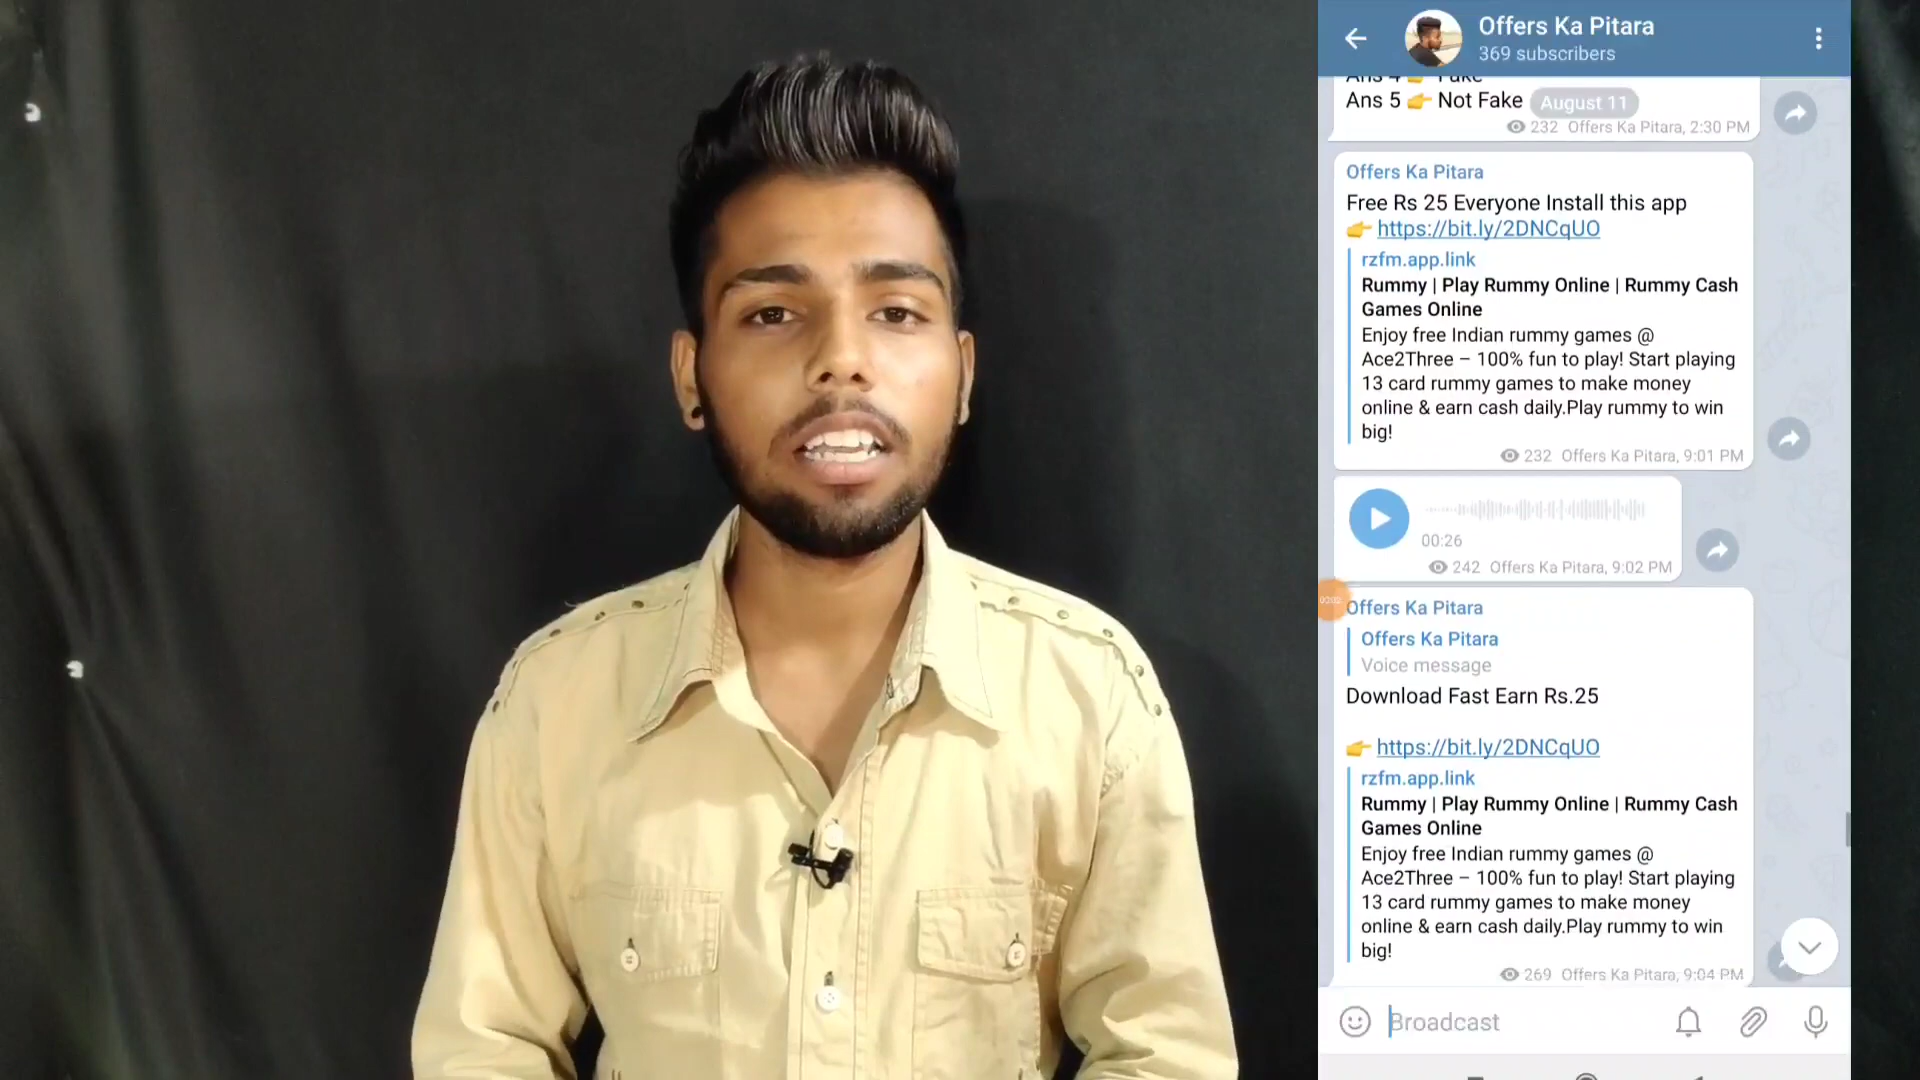 Offers Ka Pitara
369 subscribers
Ans 4 👉 Fake
Ans 5 👉 Not Fake
August 11
232 Offers Ka Pitara, 2:30 PM
Offers Ka Pitara
Free Rs 25 Everyone Install this app
👉 https://bit.ly/2DNCqUO
rzfm.app.link
Rummy | Play Rummy Online | Rummy Cash
Games Online
Enjoy free Indian rummy games @
Ace2Three – 100% fun to play! Start playing
13 card rummy games to make money
online & earn cash daily.Play rummy to win
big!
232 Offers Ka Pitara, 9:01 PM
00:26
242 Offers Ka Pitara, 9:02 PM
Offers Ka Pitara
Offers Ka Pitara
Voice message
Download Fast Earn Rs.25
👉 https://bit.ly/2DNCqUO
rzfm.app.link
Rummy | Play Rummy Online | Rummy Cash
Games Online
Enjoy free Indian rummy games @
Ace2Three – 100% fun to play! Start playing
13 card rummy games to make money
online & earn cash daily.Play rummy to win
big!
269 Offers Ka Pitara, 9:04 PM
Broadcast